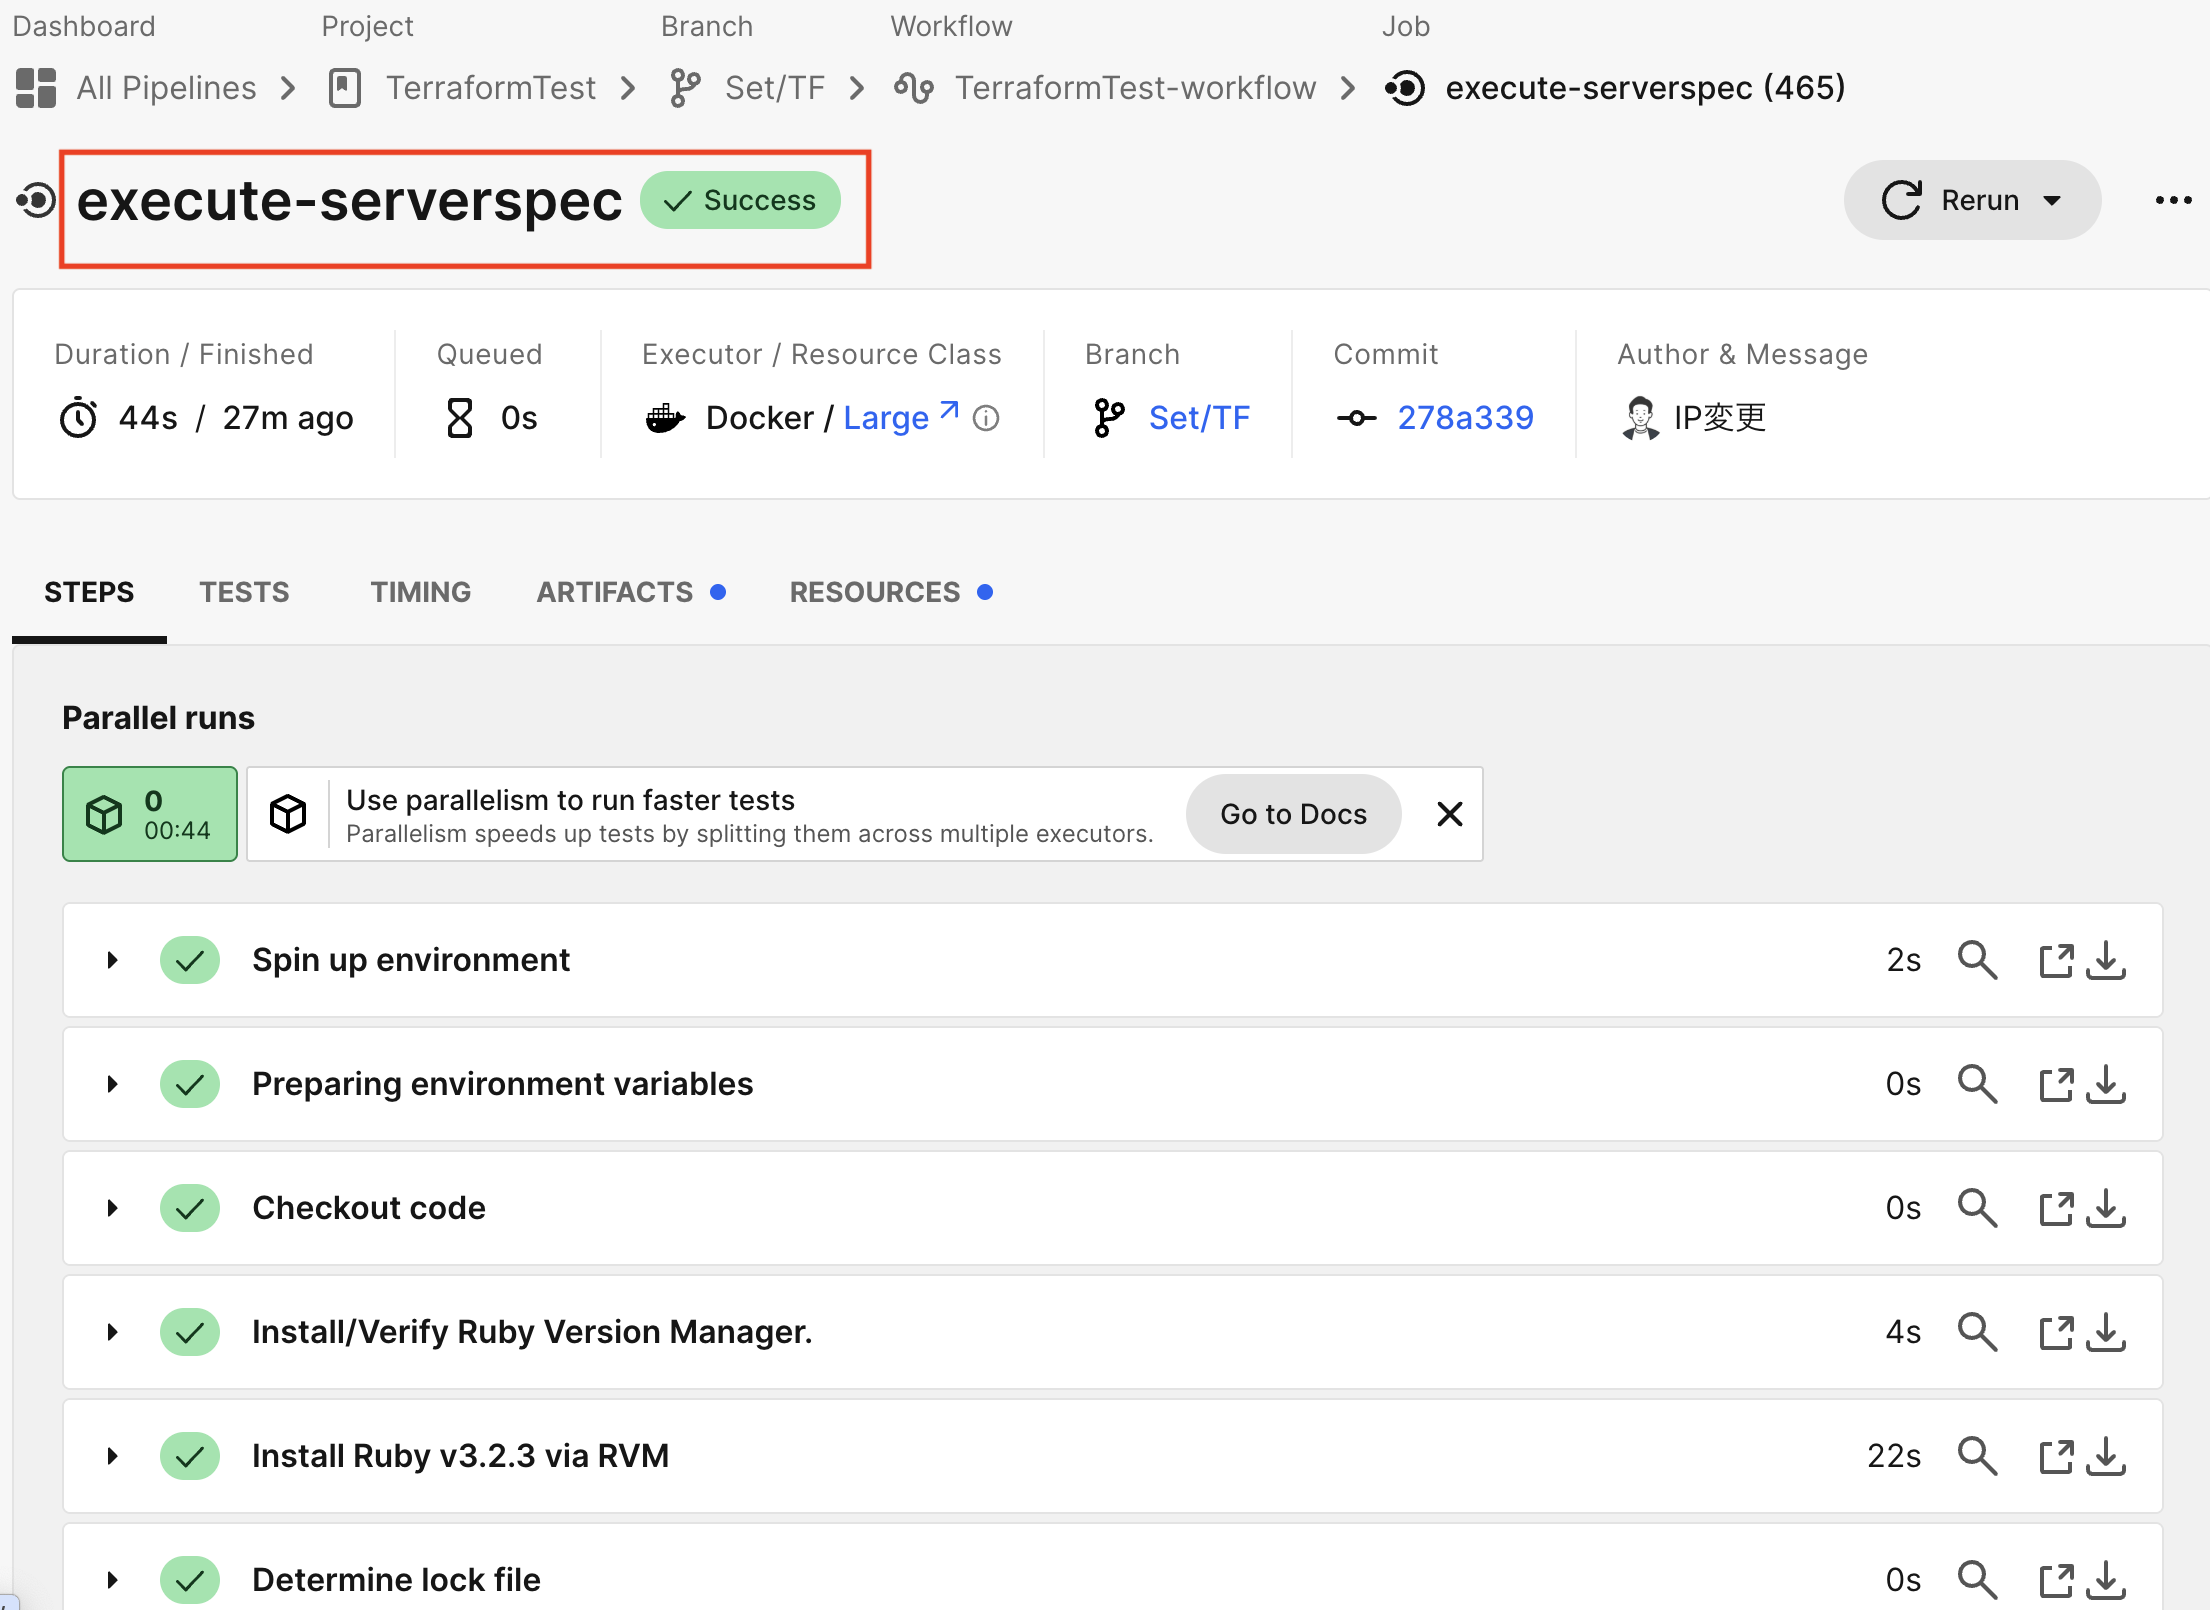 Dashboard Project Branch Workflow Job
All Pipelines TerraformTest Set/TF TerraformTest-workflow execute-serverspec (465)
execute-serverspec Success Rerun
Duration / Finished Queued Executor / Resource Class Branch Commit Author & Message
44s / 27m ago 0s Docker / Large Set/TF 278a339 IP変更
STEPS TESTS TIMING ARTIFACTS RESOURCES
Parallel runs
0
00:44
Use parallelism to run faster tests
Parallelism speeds up tests by splitting them across multiple executors.
Go to Docs
Spin up environment 2s
Preparing environment variables 0s
Checkout code 0s
Install/Verify Ruby Version Manager. 4s
Install Ruby v3.2.3 via RVM 22s
Determine lock file 0s